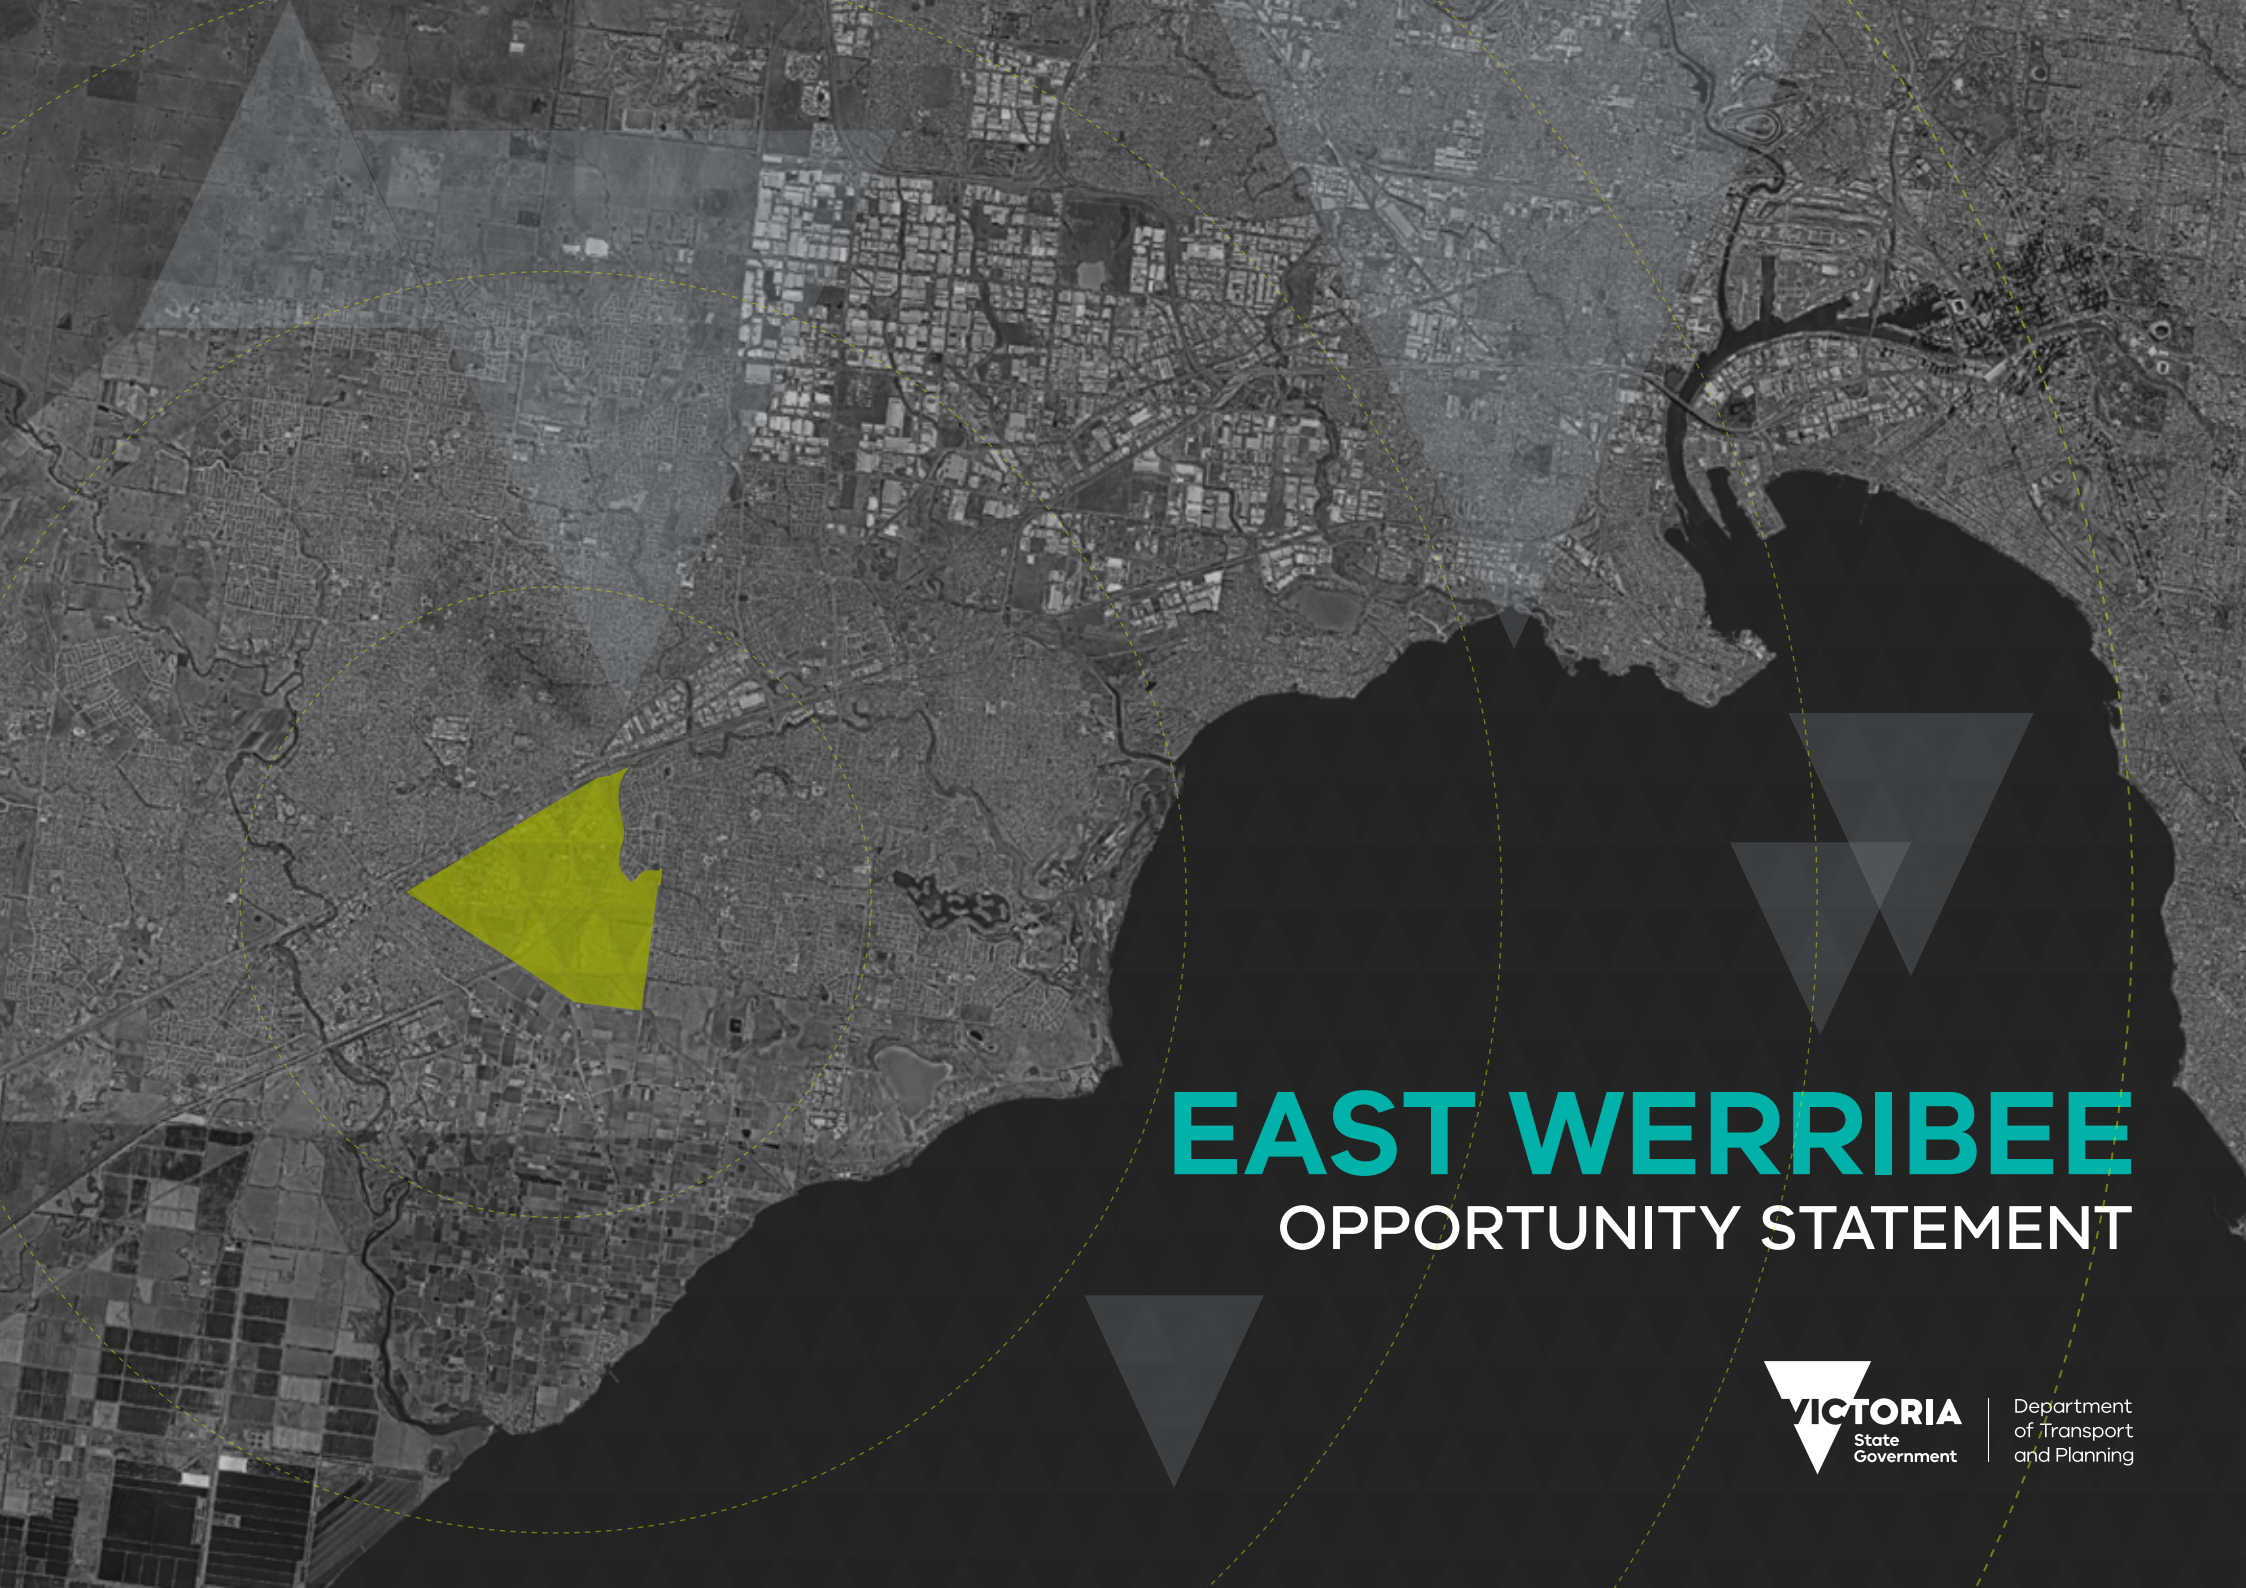 EAST WERRIBEE
OPPORTUNITY STATEMENT
VICTORIA
State
Government
Department
of Transport
and Planning